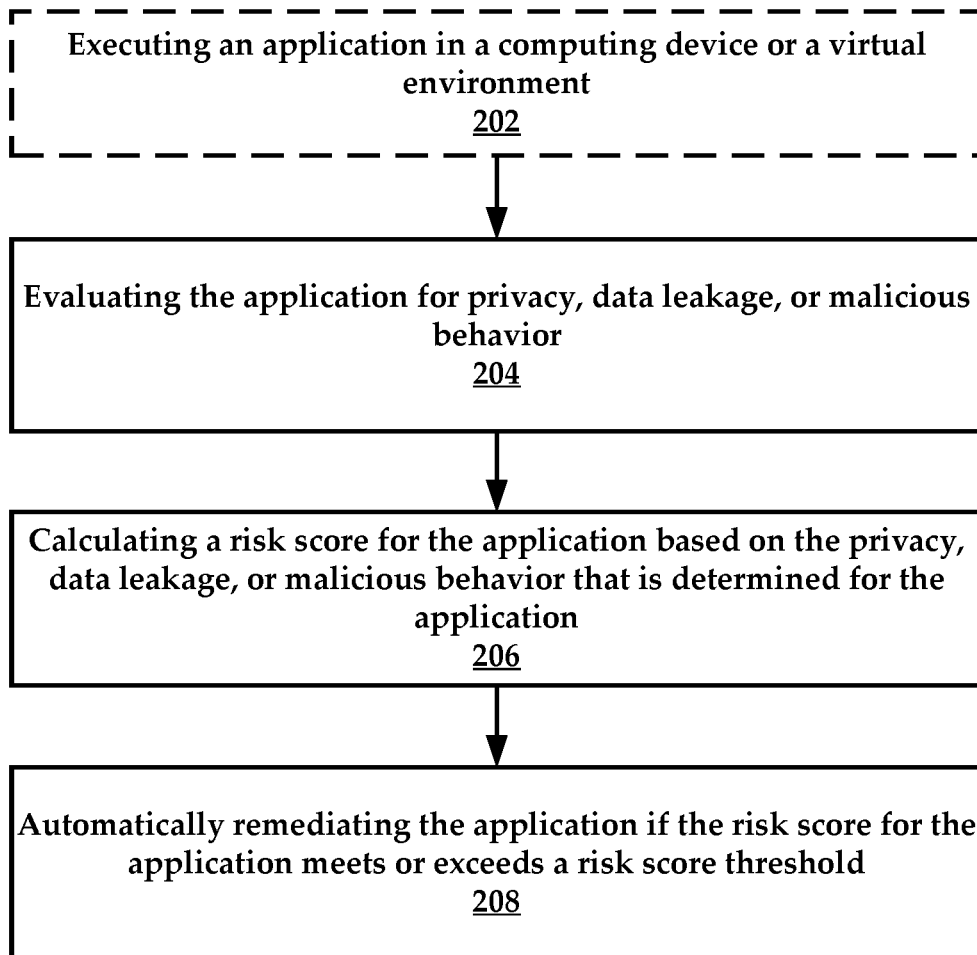 Executing an application in a computing device or a virtual
environment
202
Evaluating the application for privacy, data leakage, or malicious
behavior
204
Calculating a risk score for the application based on the privacy,
data leakage, or malicious behavior that is determined for the
application
206
Automatically remediating the application if the risk score for the
application meets or exceeds a risk score threshold
208